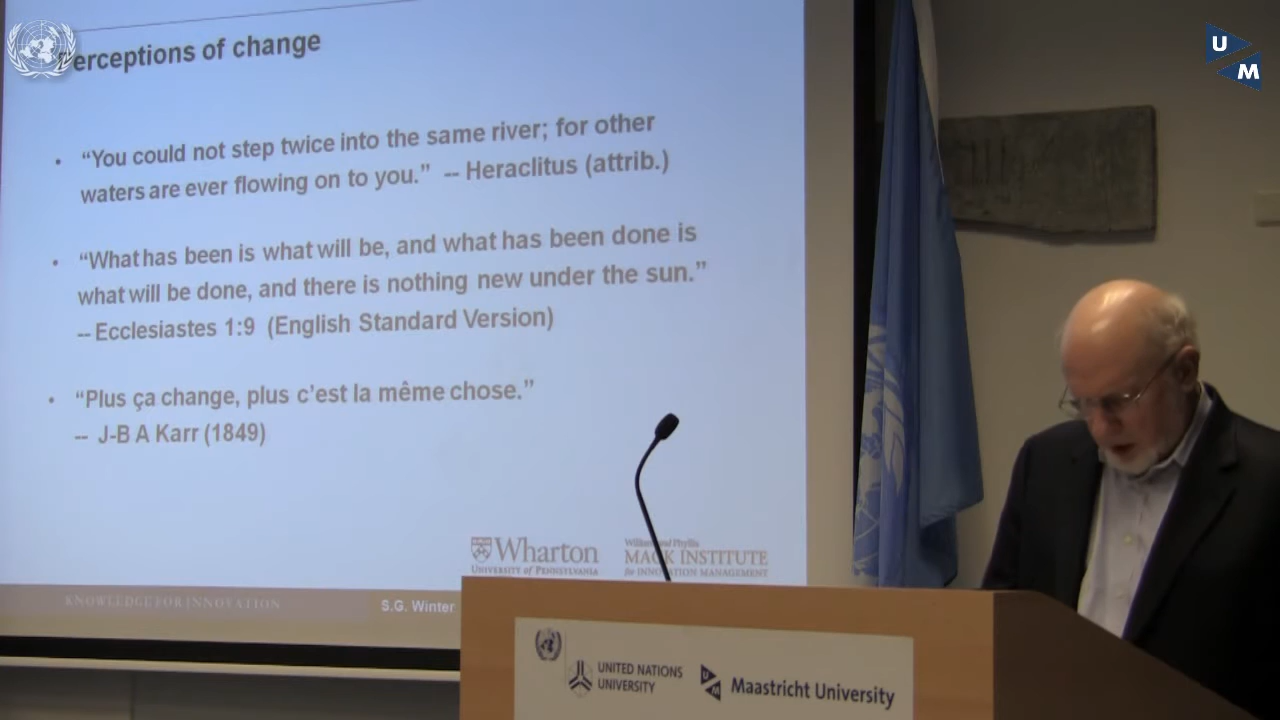 Perceptions of change
U
M
• “You could not step twice into the same river; for other
waters are ever flowing on to you.” -- Heraclitus (attrib.)
• “What has been is what will be, and what has been done is
what will be done, and there is nothing new under the sun.”
-- Ecclesiastes 1:9 (English Standard Version)
• “Plus ça change, plus c’est la même chose.”
-- J-B A Karr (1849)
Wharton
UNIVERSITY OF PENNSYLVANIA
William and Phyllis
MACK INSTITUTE
for INNOVATION MANAGEMENT
KNOWLEDGE FOR INNOVATION
S.G. Winter
UNITED NATIONS
UNIVERSITY
U
M
Maastricht University